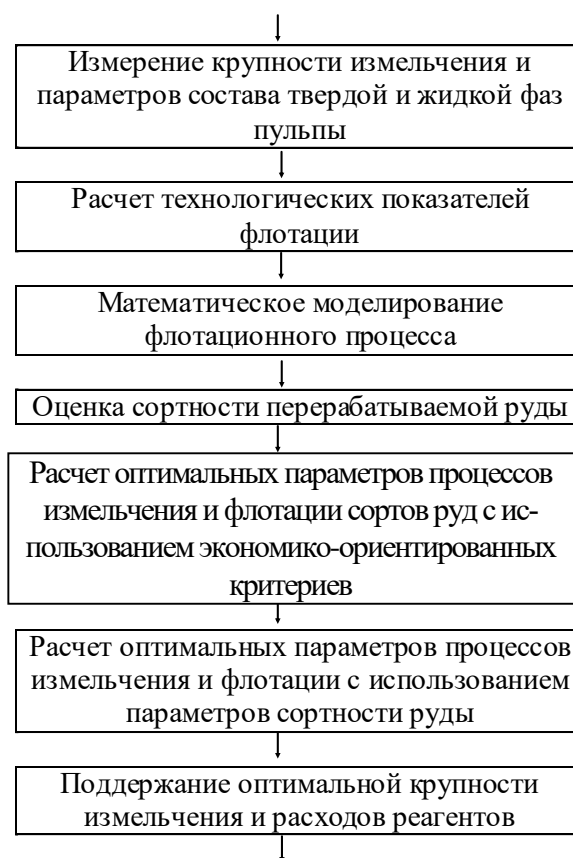 Измерение крупности измельчения и
параметров состава твердой и жидкой фаз
пульпы
Расчет технологических показателей
флотации
Математическое моделирование
флотационного процесса
Оценка сортности перерабатываемой руды
Расчет оптимальных параметров процессов
измельчения и флотации сортов руд с ис-
пользованием экономико-ориентированных
критериев
Расчет оптимальных параметров процессов
измельчения и флотации с использованием
параметров сортности руды
Поддержание оптимальной крупности
измельчения и расходов реагентов